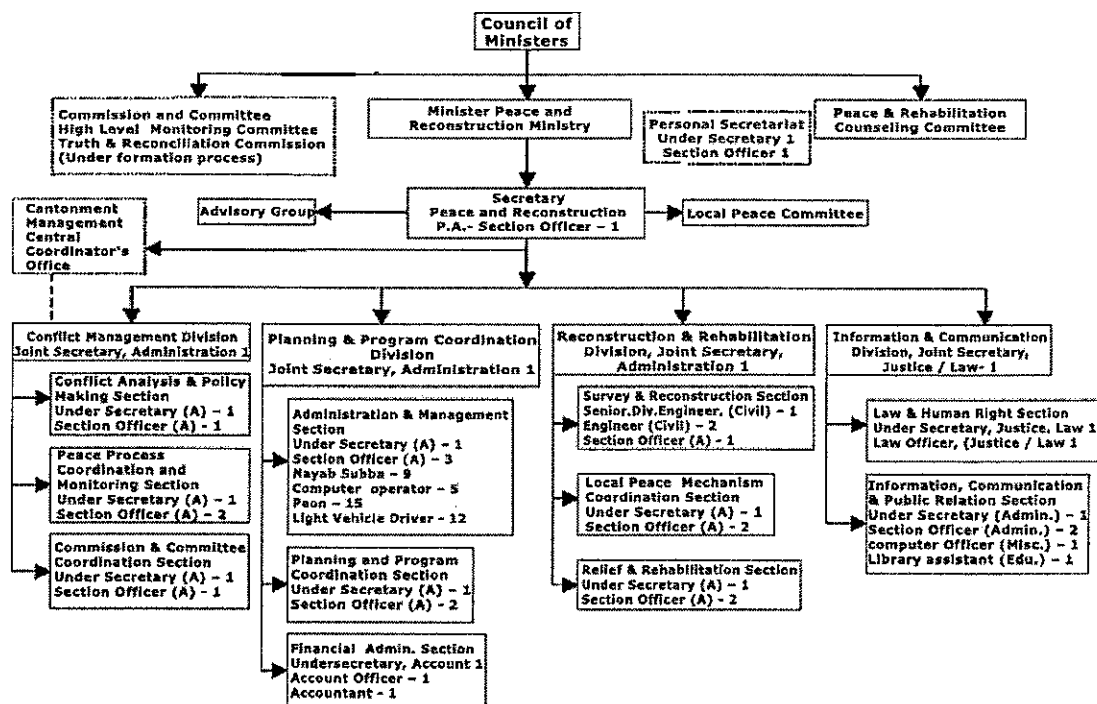 Council of
Ministers
Commission and Committee
High Level Monitoring Committee
Truth & Reconciliation Commission
(Under formation process)
Minister Peace and
Reconstruction Ministry
Personal Secretariat
Under Secretary 1
Section Officer 1
Peace & Rehabilitation
Counseling Committee
Cantonment
Management
Central
Coordinator's
Office
Advisory Group
Secretary
Peace and Reconstruction
P.A.- Section Officer - 1
Local Peace Committee
Conflict Management Division
Joint Secretary, Administration 1
Conflict Analysis & Policy
Making Section
Under Secretary (A) - 1
Section Officer (A) - 1
Peace Process
Coordination and
Monitoring Section
Under Secretary (A) - 1
Section Officer (A) - 2
Commission & Committee
Coordination Section
Under Secretary (A) - 1
Section Officer (A) - 1
Planning & Program Coordination
Division
Joint Secretary, Administration 1
Administration & Management
Section
Under Secretary (A) - 1
Section Officer (A) - 3
Nayab Subba - 9
Computer operator - 5
Peon - 15
Light Vehicle Driver - 12
Planning and Program
Coordination Section
Under Secretary (A) - 1
Section Officer (A) - 2
Financial Admin. Section
Undersecretary, Account 1
Account Officer - 1
Accountant - 1
Reconstruction & Rehabilitation
Division, Joint Secretary,
Administration 1
Survey & Reconstruction Section
Senior.Div.Engineer. (Civil) - 1
Engineer (Civil) - 2
Section Officer (A) - 1
Local Peace Mechanism
Coordination Section
Under Secretary (A) - 1
Section Officer (A) - 2
Relief & Rehabilitation Section
Under Secretary (A) - 1
Section Officer (A) - 2
Information & Communication
Division, Joint Secretary,
Justice / Law- 1
Law & Human Right Section
Under Secretary, Justice, Law 1
Law Officer, (Justice / Law 1
Information, Communication
& Public Relation Section
Under Secretary (Admin.) - 1
Section Officer (Admin.) - 2
computer Officer (Misc.) - 1
Library assistant (Edu.) - 1